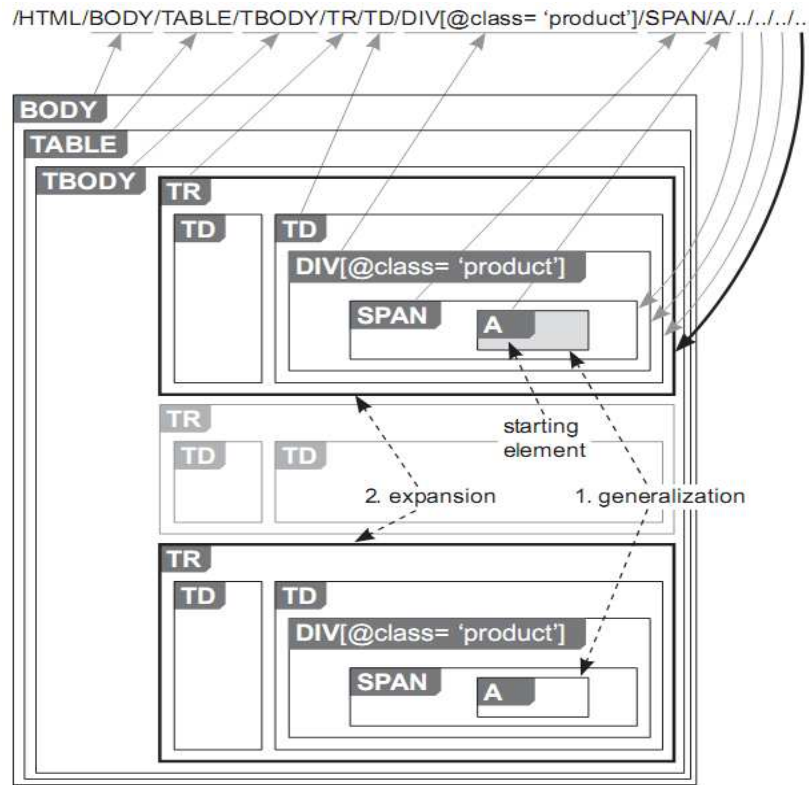 /HTML/BODY/TABLE/TBODY/TR/TD/DIV[@class= ‘product’]/SPAN/A/../../../..
BODY
TABLE
TBODY
TR
TD
TD
DIV[@class= ‘product’]
SPAN
A
starting
element
TR
TD
TD
2. expansion
1. generalization
TR
TD
TD
DIV[@class= ‘product’]
SPAN
A